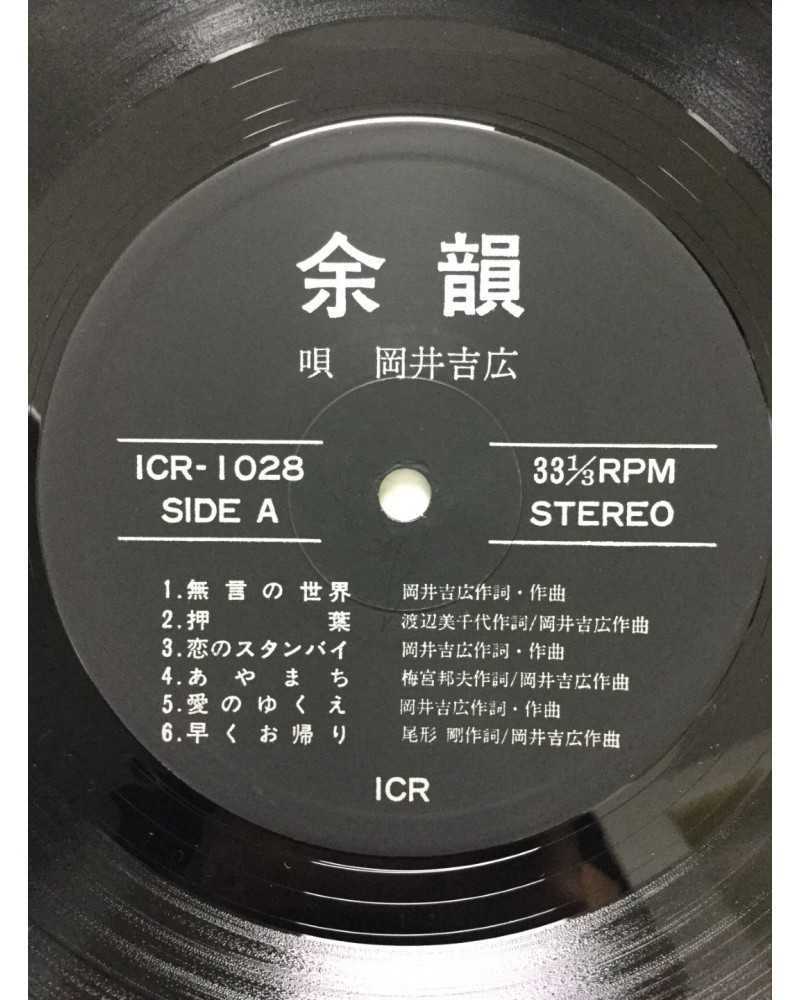 余韻
唄 岡井吉広
ICR-1028
SIDE A
33⅓RPM
STEREO
1.無言の世界 岡井吉広作詞・作曲
2.押葉 渡辺美千代作詞/岡井吉広作曲
3.恋のスタンバイ 岡井吉広作詞・作曲
4.あやまち 梅宮邦夫作詞/岡井吉広作曲
5.愛のゆくえ 岡井吉広作詞・作曲
6.早くお帰り 尾形 剛作詞/岡井吉広作曲
ICR